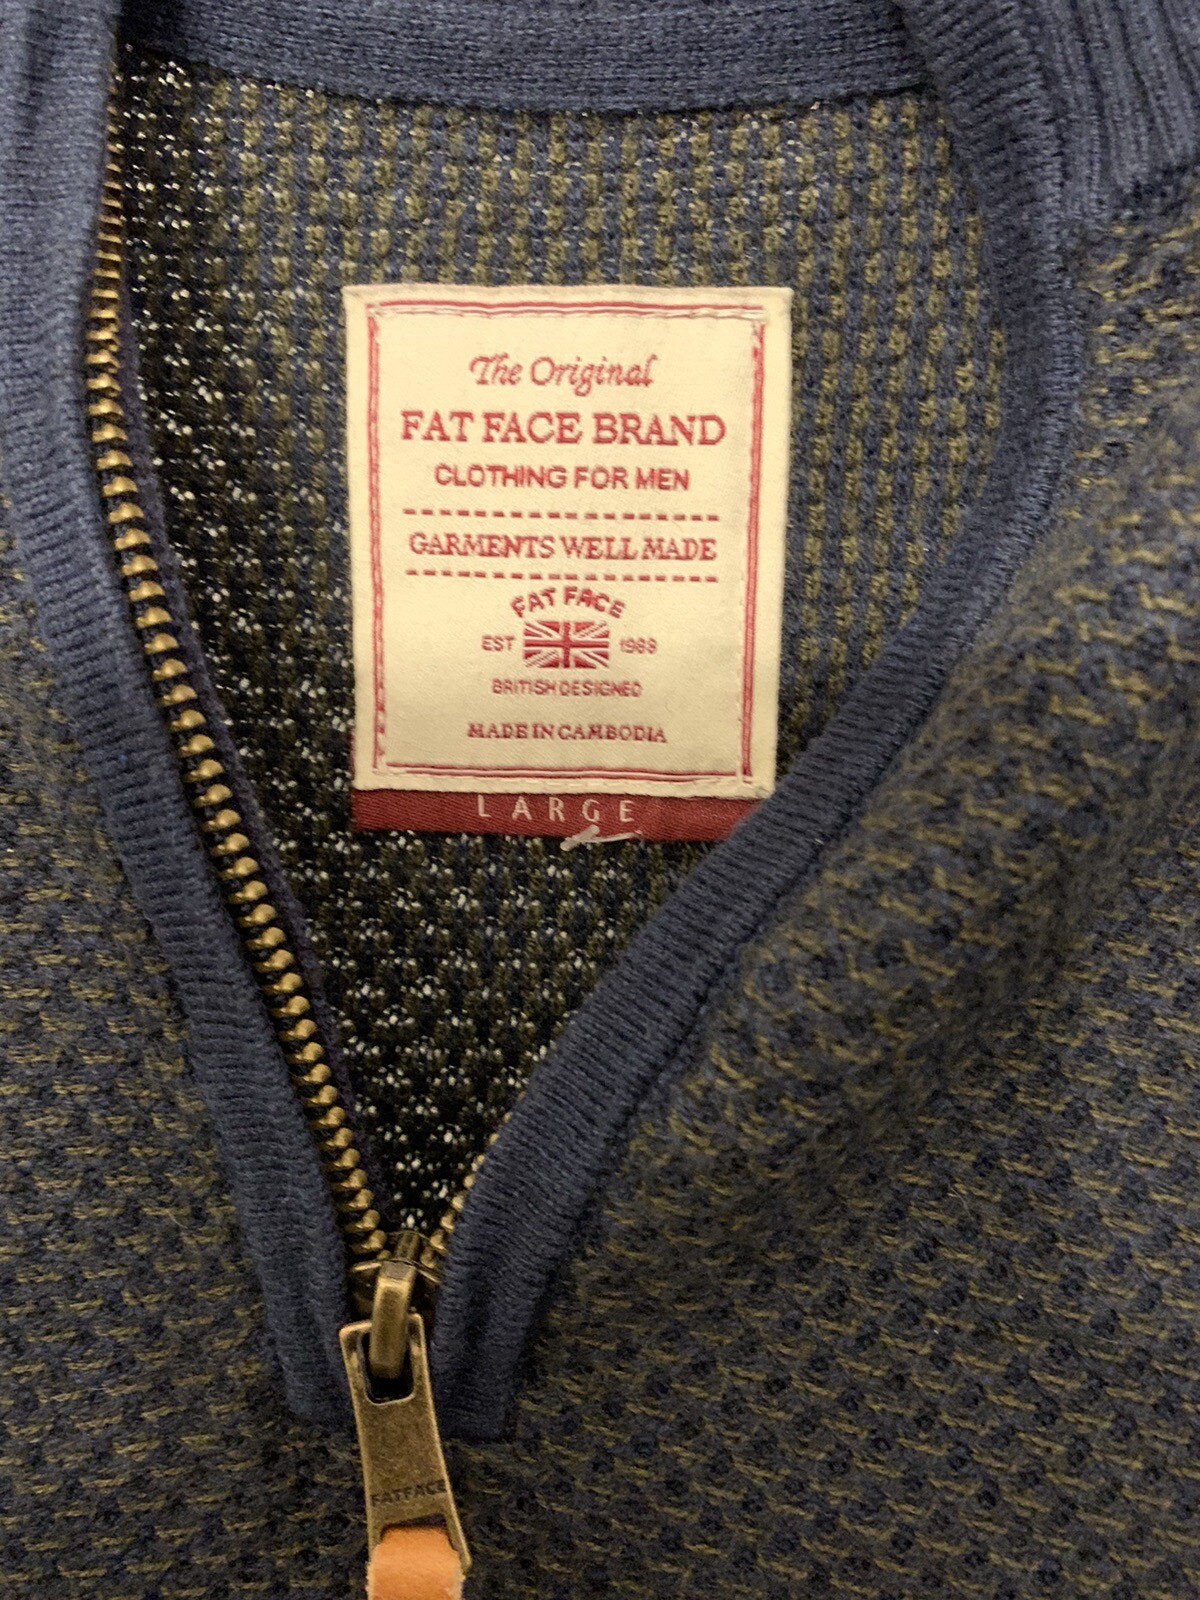 The Original
FAT FACE BRAND
CLOTHING FOR MEN
GARMENTS WELL MADE
FAT FACE
EST 1988
BRITISH DESIGNED
MADE IN CAMBODIA
LARGE
FATFACE